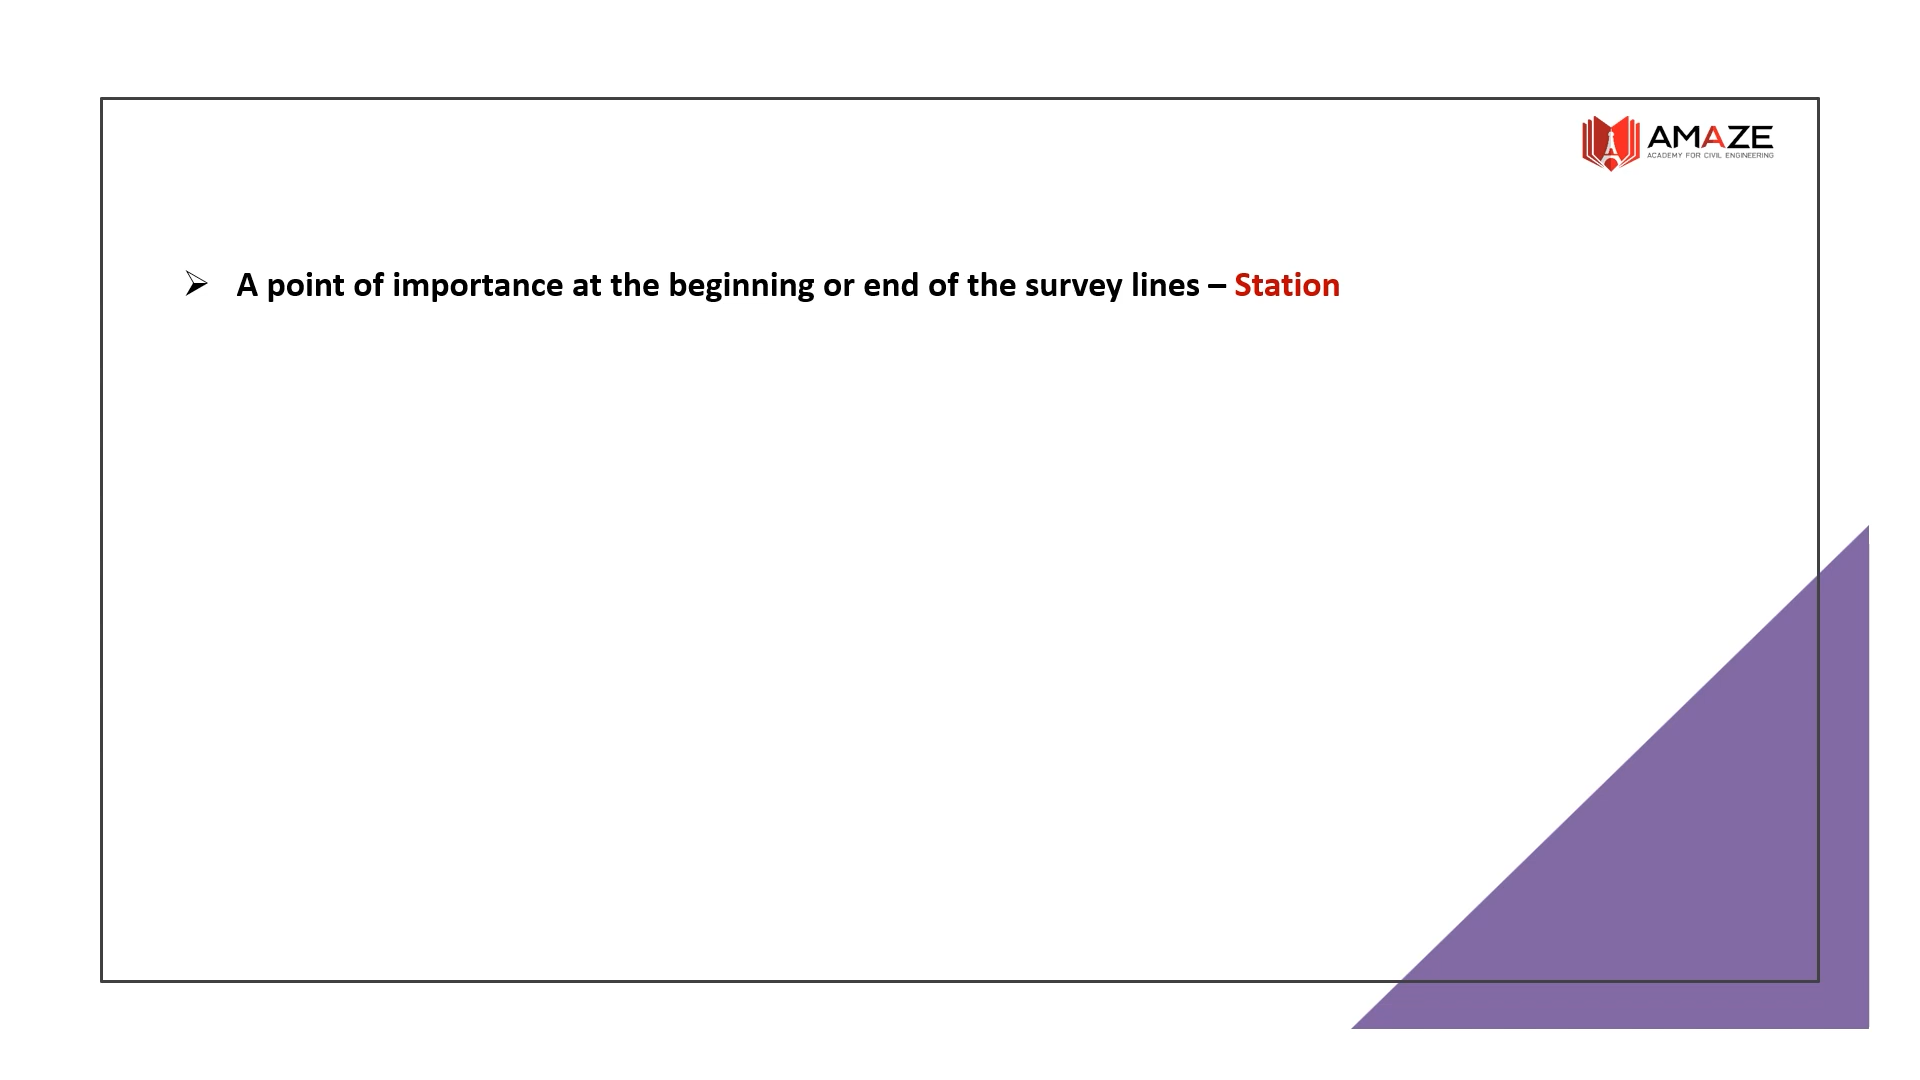 AMAZE
ACADEMY FOR CIVIL ENGINEERING
➢ A point of importance at the beginning or end of the survey lines – Station